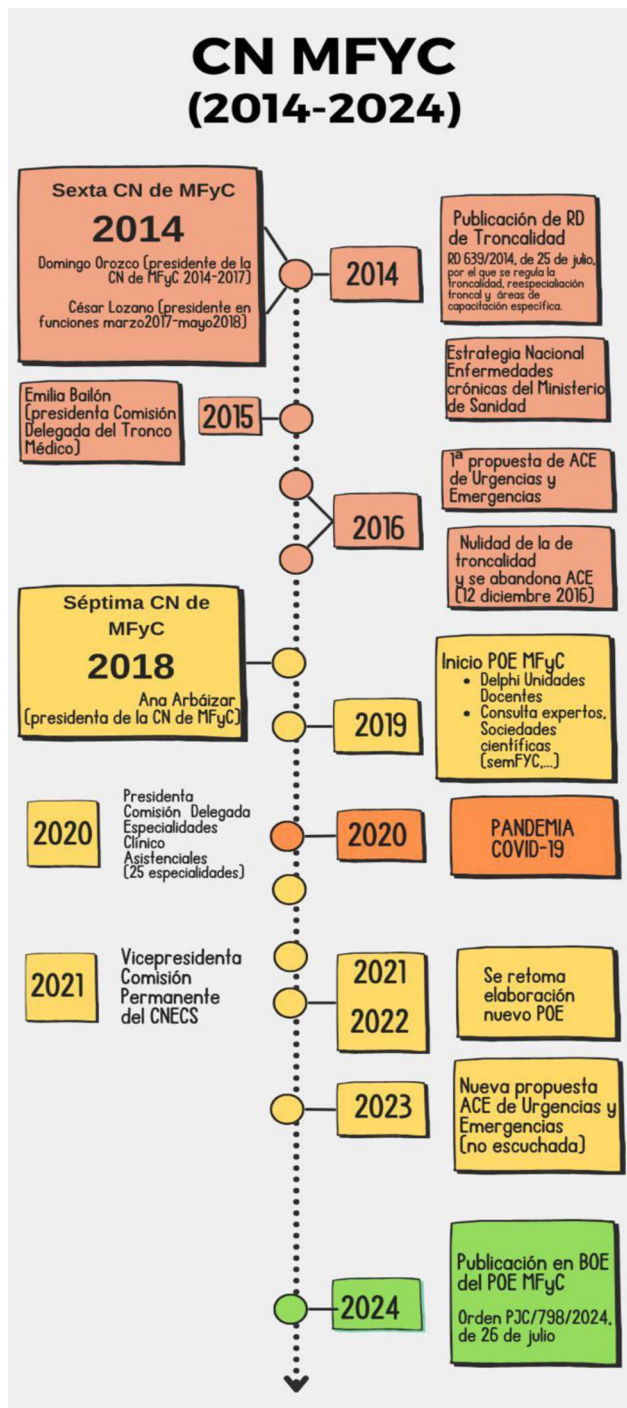 CN MFYC
(2014-2024)
Sexta CN de MFyC
2014
Domingo Orozco (presidente de la
CN de MFyC 2014-2017)
César Lozano (presidente en
funciones marzo2017-mayo2018)
2014
Publicación de RD
de Troncalidad
RD 639/2014, de 25 de julio,
por el que se regula la
troncalidad, reespecialiación
troncal y áreas de
capacitación específica.
Estrategia Nacional
Enfermedades
crónicas del Ministerio
de Sanidad
Emilia Bailón
(presidenta Comisión
Delegada del Tronco
Médico)
2015
1ª propuesta de ACE
de Urgencias y
Emergencias
2016
Nulidad de la de
troncalidad
y se abandona ACE
(12 diciembre 2016)
Séptima CN de
MFyC
2018
Ana Arbáizar
(presidenta de la CN de MFyC)
2019
Inicio POE MFyC
• Delphi Unidades
Docentes
• Consulta expertos,
Sociedades
científicas
(semFYC,...)
2020
Presidenta
Comisión Delegada
Especialidades
Clínico
Asistenciales
(25 especialidades)
2020
PANDEMIA
COVID-19
2021
Vicepresidenta
Comisión
Permanente
del CNECS
2021
2022
Se retoma
elaboración
nuevo POE
2023
Nueva propuesta
ACE de Urgencias y
Emergencias
(no escuchada)
2024
Publicación en BOE
del POE MFyC
Orden PJC/798/2024,
de 26 de julio